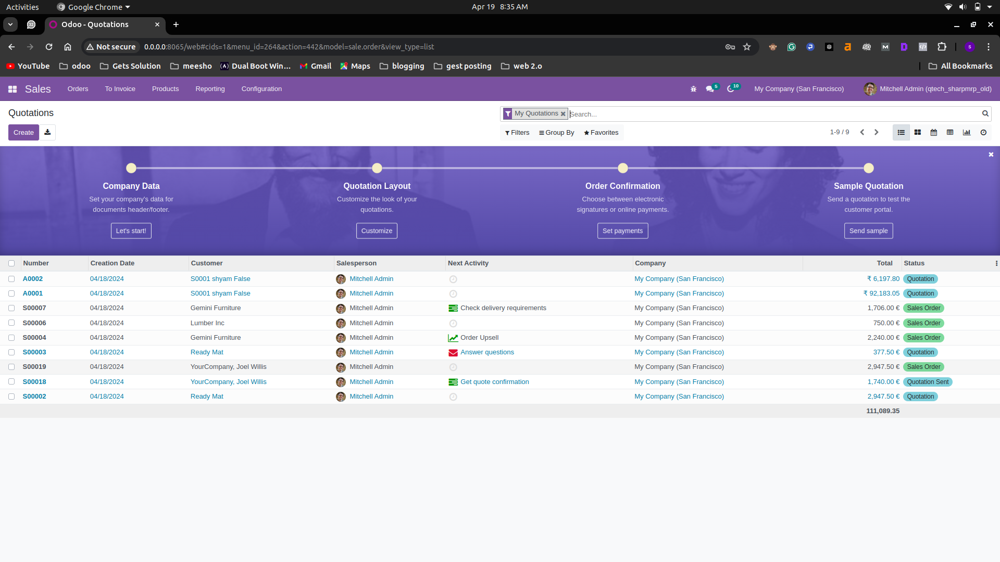 Activities Google Chrome Apr 19 8:35 AM
32 Odoo - Quotations
Not secure 0.0.0.0:8065/web#cids=1&menu_id=264&action=442&model=sale.order&view_type=list
YouTube odoo Gets Solution meesho Dual Boot Win... Gmail Maps blogging gest posting web 2.o All Bookmarks
Sales Orders To Invoice Products Reporting Configuration 5 10 My Company (San Francisco) Mitchell Admin (qtech_sharpmrp_old)
Quotations My Quotations Search...
Create Filters Group By Favorites 1-9 / 9
Company Data Quotation Layout Order Confirmation Sample Quotation
Set your company's data for Customize the look of your Choose between electronic Send a quotation to test the
documents header/footer. quotations. signatures or online payments. customer portal.
Let's start! Customize Set payments Send sample
Number Creation Date Customer Salesperson Next Activity Company Total Status
A0002 04/18/2024 S0001 shyam False Mitchell Admin My Company (San Francisco) ₹ 6,197.80 Quotation
A0001 04/18/2024 S0001 shyam False Mitchell Admin My Company (San Francisco) ₹ 92,183.05 Quotation
S00007 04/18/2024 Gemini Furniture Mitchell Admin Check delivery requirements My Company (San Francisco) 1,706.00 € Sales Order
S00006 04/18/2024 Lumber Inc Mitchell Admin My Company (San Francisco) 750.00 € Sales Order
S00004 04/18/2024 Gemini Furniture Mitchell Admin Order Upsell My Company (San Francisco) 2,240.00 € Sales Order
S00003 04/18/2024 Ready Mat Mitchell Admin Answer questions My Company (San Francisco) 377.50 € Quotation
S00019 04/18/2024 YourCompany, Joel Willis Mitchell Admin My Company (San Francisco) 2,947.50 € Sales Order
S00018 04/18/2024 YourCompany, Joel Willis Mitchell Admin Get quote confirmation My Company (San Francisco) 1,740.00 € Quotation Sent
S00002 04/18/2024 Ready Mat Mitchell Admin My Company (San Francisco) 2,947.50 € Quotation
111,089.35